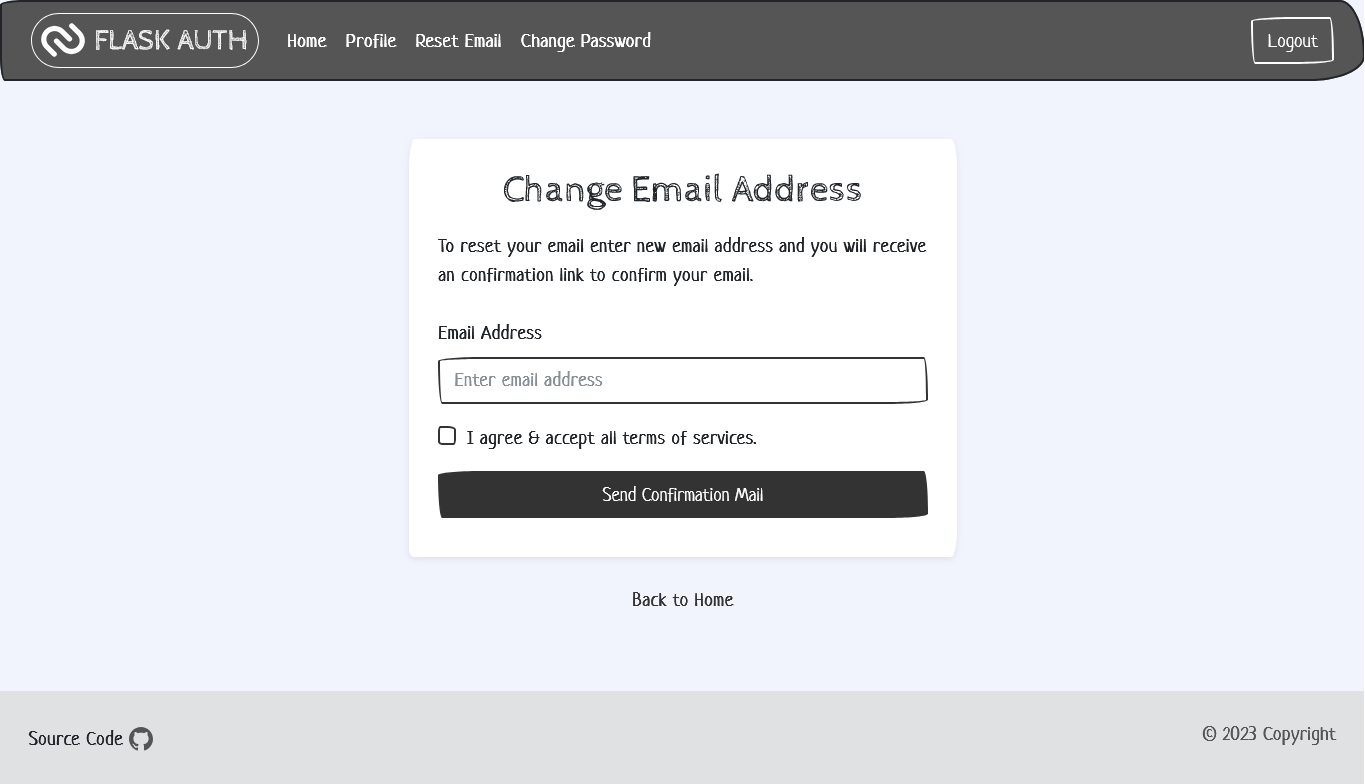 FLASK AUTH
Home Profile Reset Email Change Password
Logout
Change Email Address
To reset your email enter new email address and you will receive
an confirmation link to confirm your email.
Email Address
Enter email address
I agree & accept all terms of services.
Send Confirmation Mail
Back to Home
Source Code
© 2023 Copyright